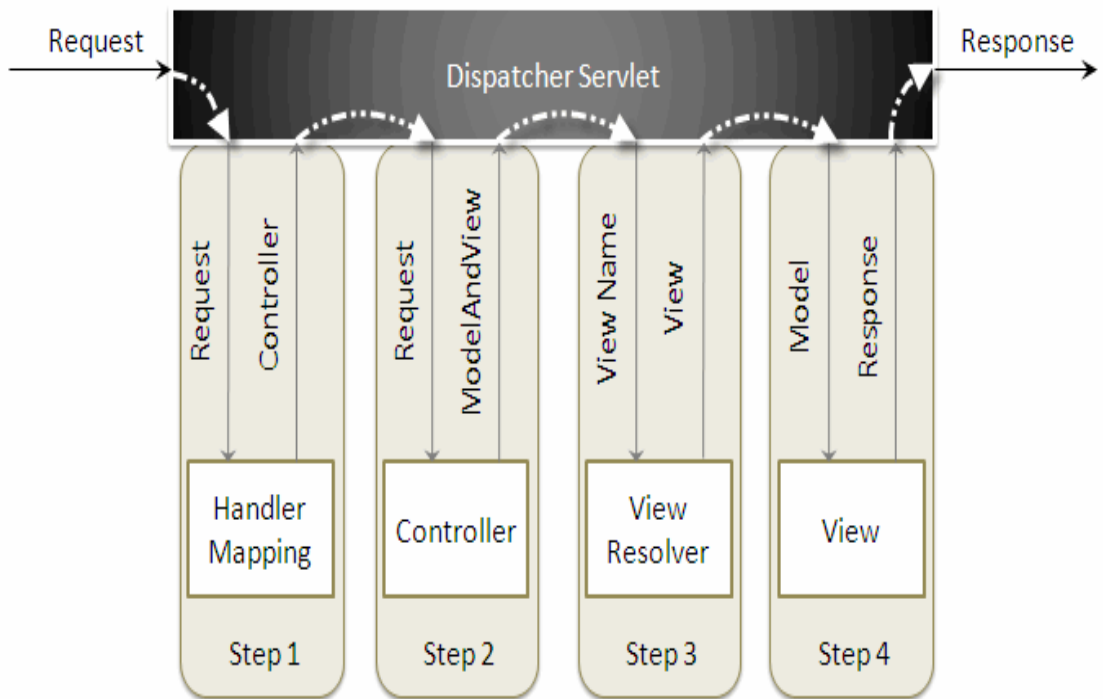 Request
Dispatcher Servlet
Response
Request
Controller
Request
ModelAndView
View Name
View
Model
Response
Handler
Mapping
Controller
View
Resolver
View
Step 1
Step 2
Step 3
Step 4